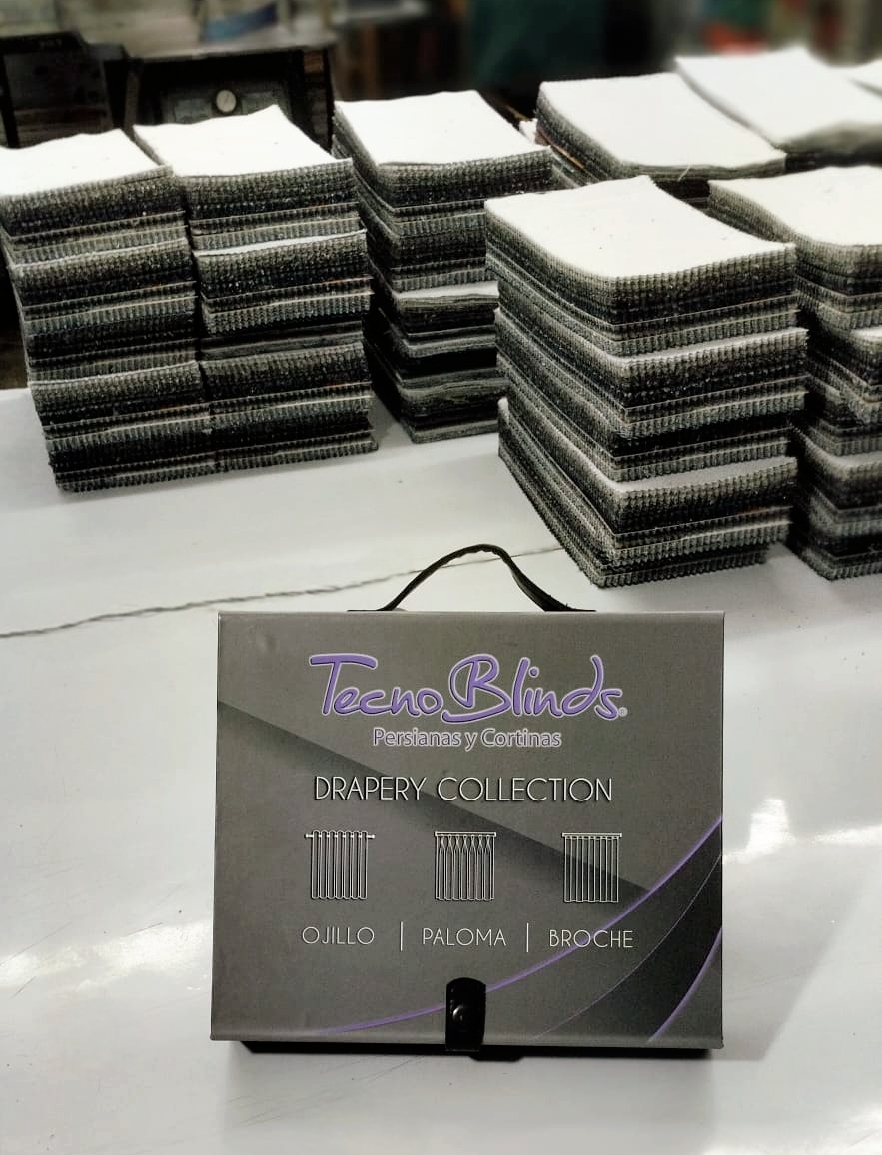 TecnoBlinds®
Persianas y Cortinas
DRAPERY COLLECTION
OJILLO | PALOMA | BROCHE